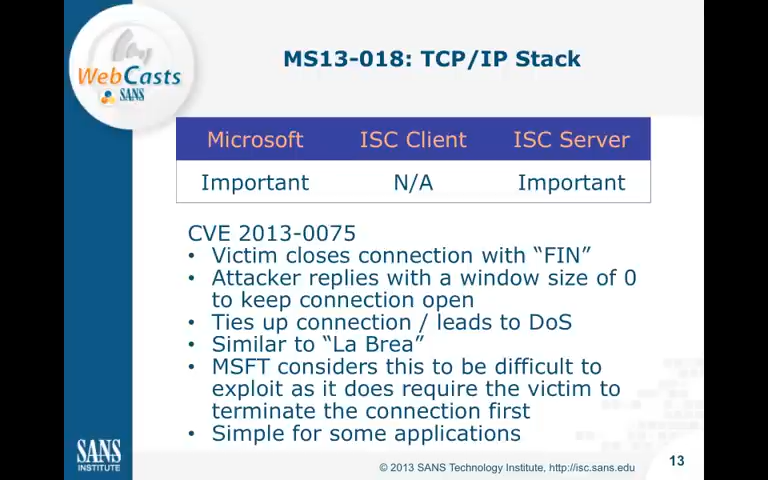 WebCasts
SANS
MS13-018: TCP/IP Stack
Microsoft ISC Client ISC Server
Important N/A Important
CVE 2013-0075
• Victim closes connection with “FIN”
• Attacker replies with a window size of 0
to keep connection open
• Ties up connection / leads to DoS
• Similar to “La Brea”
• MSFT considers this to be difficult to
exploit as it does require the victim to
terminate the connection first
• Simple for some applications
SANS
INSTITUTE
© 2013 SANS Technology Institute, http://isc.sans.edu
13